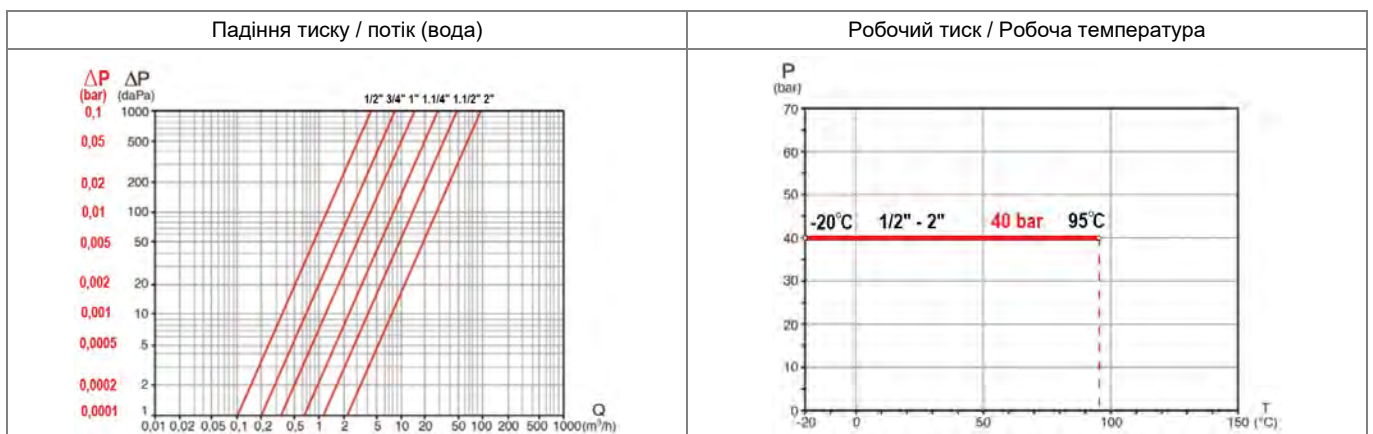 Падіння тиску / потік (вода)
Робочий тиск / Робоча температура
ΔP ΔP
(bar) (daPa)
1/2" 3/4" 1" 1.1/4" 1.1/2" 2"
0,1 1000
0,05 500
0,02 200
0,01 100
0,005 50
0,002 20
0,001 10
0,0005 5
0,0002 2
0,0001 1
Q
0,01 0,02 0,05 0,1 0,2 0,5 1 2 5 10 20 50 100 200 500 1000 (m³/h)
P
(bar)
70
60
50
-20°C 1/2" - 2" 40 bar 95°C
40
30
20
10
0
T
-20 0 50 100 150 (°C)